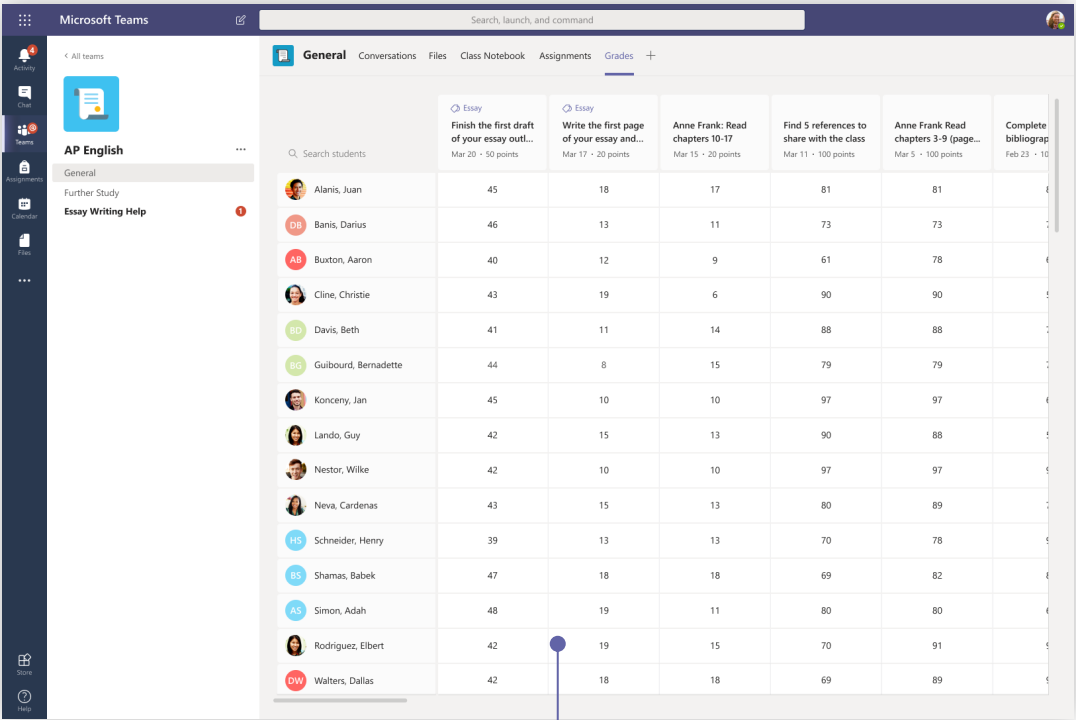 Microsoft Teams
Search, launch, and command
4
Activity
Chat
Teams
Assignments
Calendar
Files
Store
Help
< All teams
AP English
General
Further Study
Essay Writing Help 1
General Conversations Files Class Notebook Assignments Grades +
Search students
Essay
Finish the first draft
of your essay outl...
Mar 20 · 50 points
Essay
Write the first page
of your essay and...
Mar 17 · 20 points
Anne Frank: Read
chapters 10-17
Mar 15 · 20 points
Find 5 references to
share with the class
Mar 11 · 100 points
Anne Frank Read
chapters 3-9 (page...
Mar 5 · 100 points
Complete
bibliograp
Feb 23 · 10
Alanis, Juan 45 18 17 81 81
DB Banis, Darius 46 13 11 73 73
AB Buxton, Aaron 40 12 9 61 78
Cline, Christie 43 19 6 90 90
BD Davis, Beth 41 11 14 88 88
BG Guibourd, Bernadette 44 8 15 79 79
Konceny, Jan 45 10 10 97 97
Lando, Guy 42 15 13 90 88
Nestor, Wilke 42 10 10 97 97
Neva, Cardenas 43 15 13 80 89
HS Schneider, Henry 39 13 13 70 78
BS Shamas, Babek 47 18 18 69 82
AS Simon, Adah 48 19 11 80 80
Rodriguez, Elbert 42 19 15 70 91
DW Walters, Dallas 42 18 18 69 89